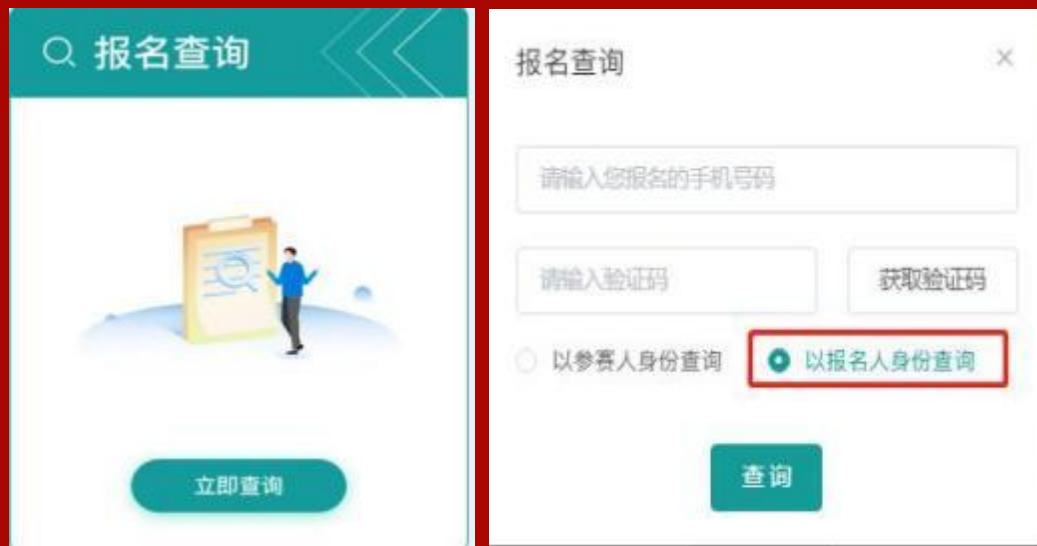 报名查询
立即查询
报名查询
请输入您报名的手机号码
请输入验证码
获取验证码
以参赛人身份查询
以报名人身份查询
查询